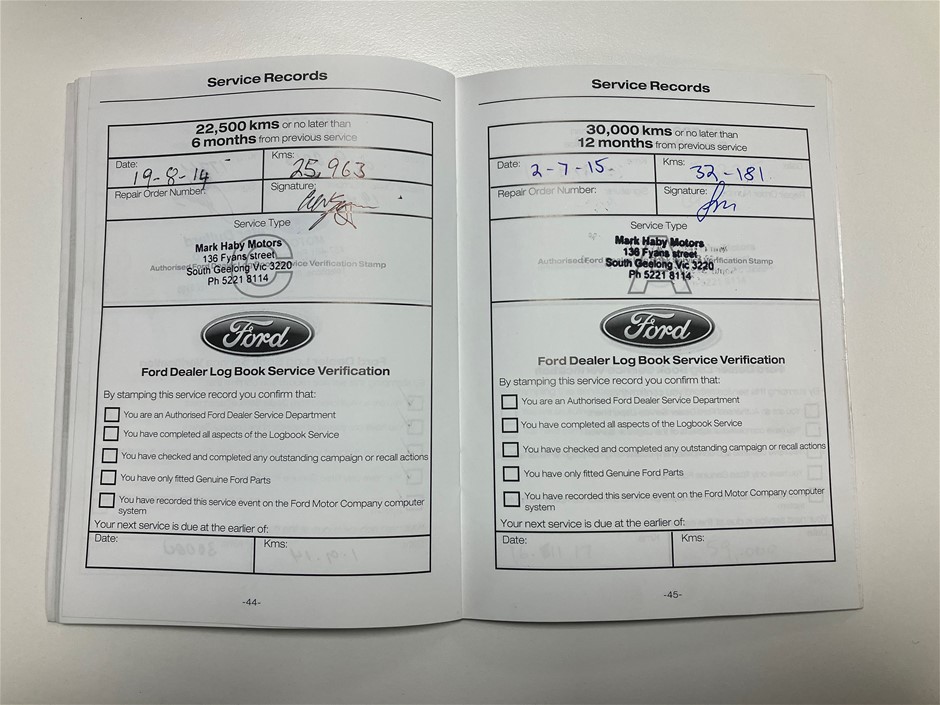 Service Records
22,500 kms or no later than
6 months from previous service
Date:
19-8-14
Kms:
25,963
Repair Order Number:
Signature:
Service Type
Mark Haby Motors
136 Fyans street
Authorised Ford Service Verification Stamp
South Geelong Vic 3220
Ph 5221 8114
C
Ford
Ford Dealer Log Book Service Verification
By stamping this service record you confirm that:
You are an Authorised Ford Dealer Service Department
You have completed all aspects of the Logbook Service
You have checked and completed any outstanding campaign or recall actions
You have only fitted Genuine Ford Parts
You have recorded this service event on the Ford Motor Company computer
system
Your next service is due at the earlier of:
Date:
Kms:
-44-
Service Records
30,000 kms or no later than
12 months from previous service
Date:
2-7-15
Kms:
32-181
Repair Order Number:
Signature:
Service Type
Mark Haby Motors
136 Fyans street
Authorised Ford Verification Stamp
South Geelong Vic 3220
Ph 5221 8114
A
Ford
Ford Dealer Log Book Service Verification
By stamping this service record you confirm that:
You are an Authorised Ford Dealer Service Department
You have completed all aspects of the Logbook Service
You have checked and completed any outstanding campaign or recall actions
You have only fitted Genuine Ford Parts
You have recorded this service event on the Ford Motor Company computer
system
Your next service is due at the earlier of:
Date:
Kms:
-45-